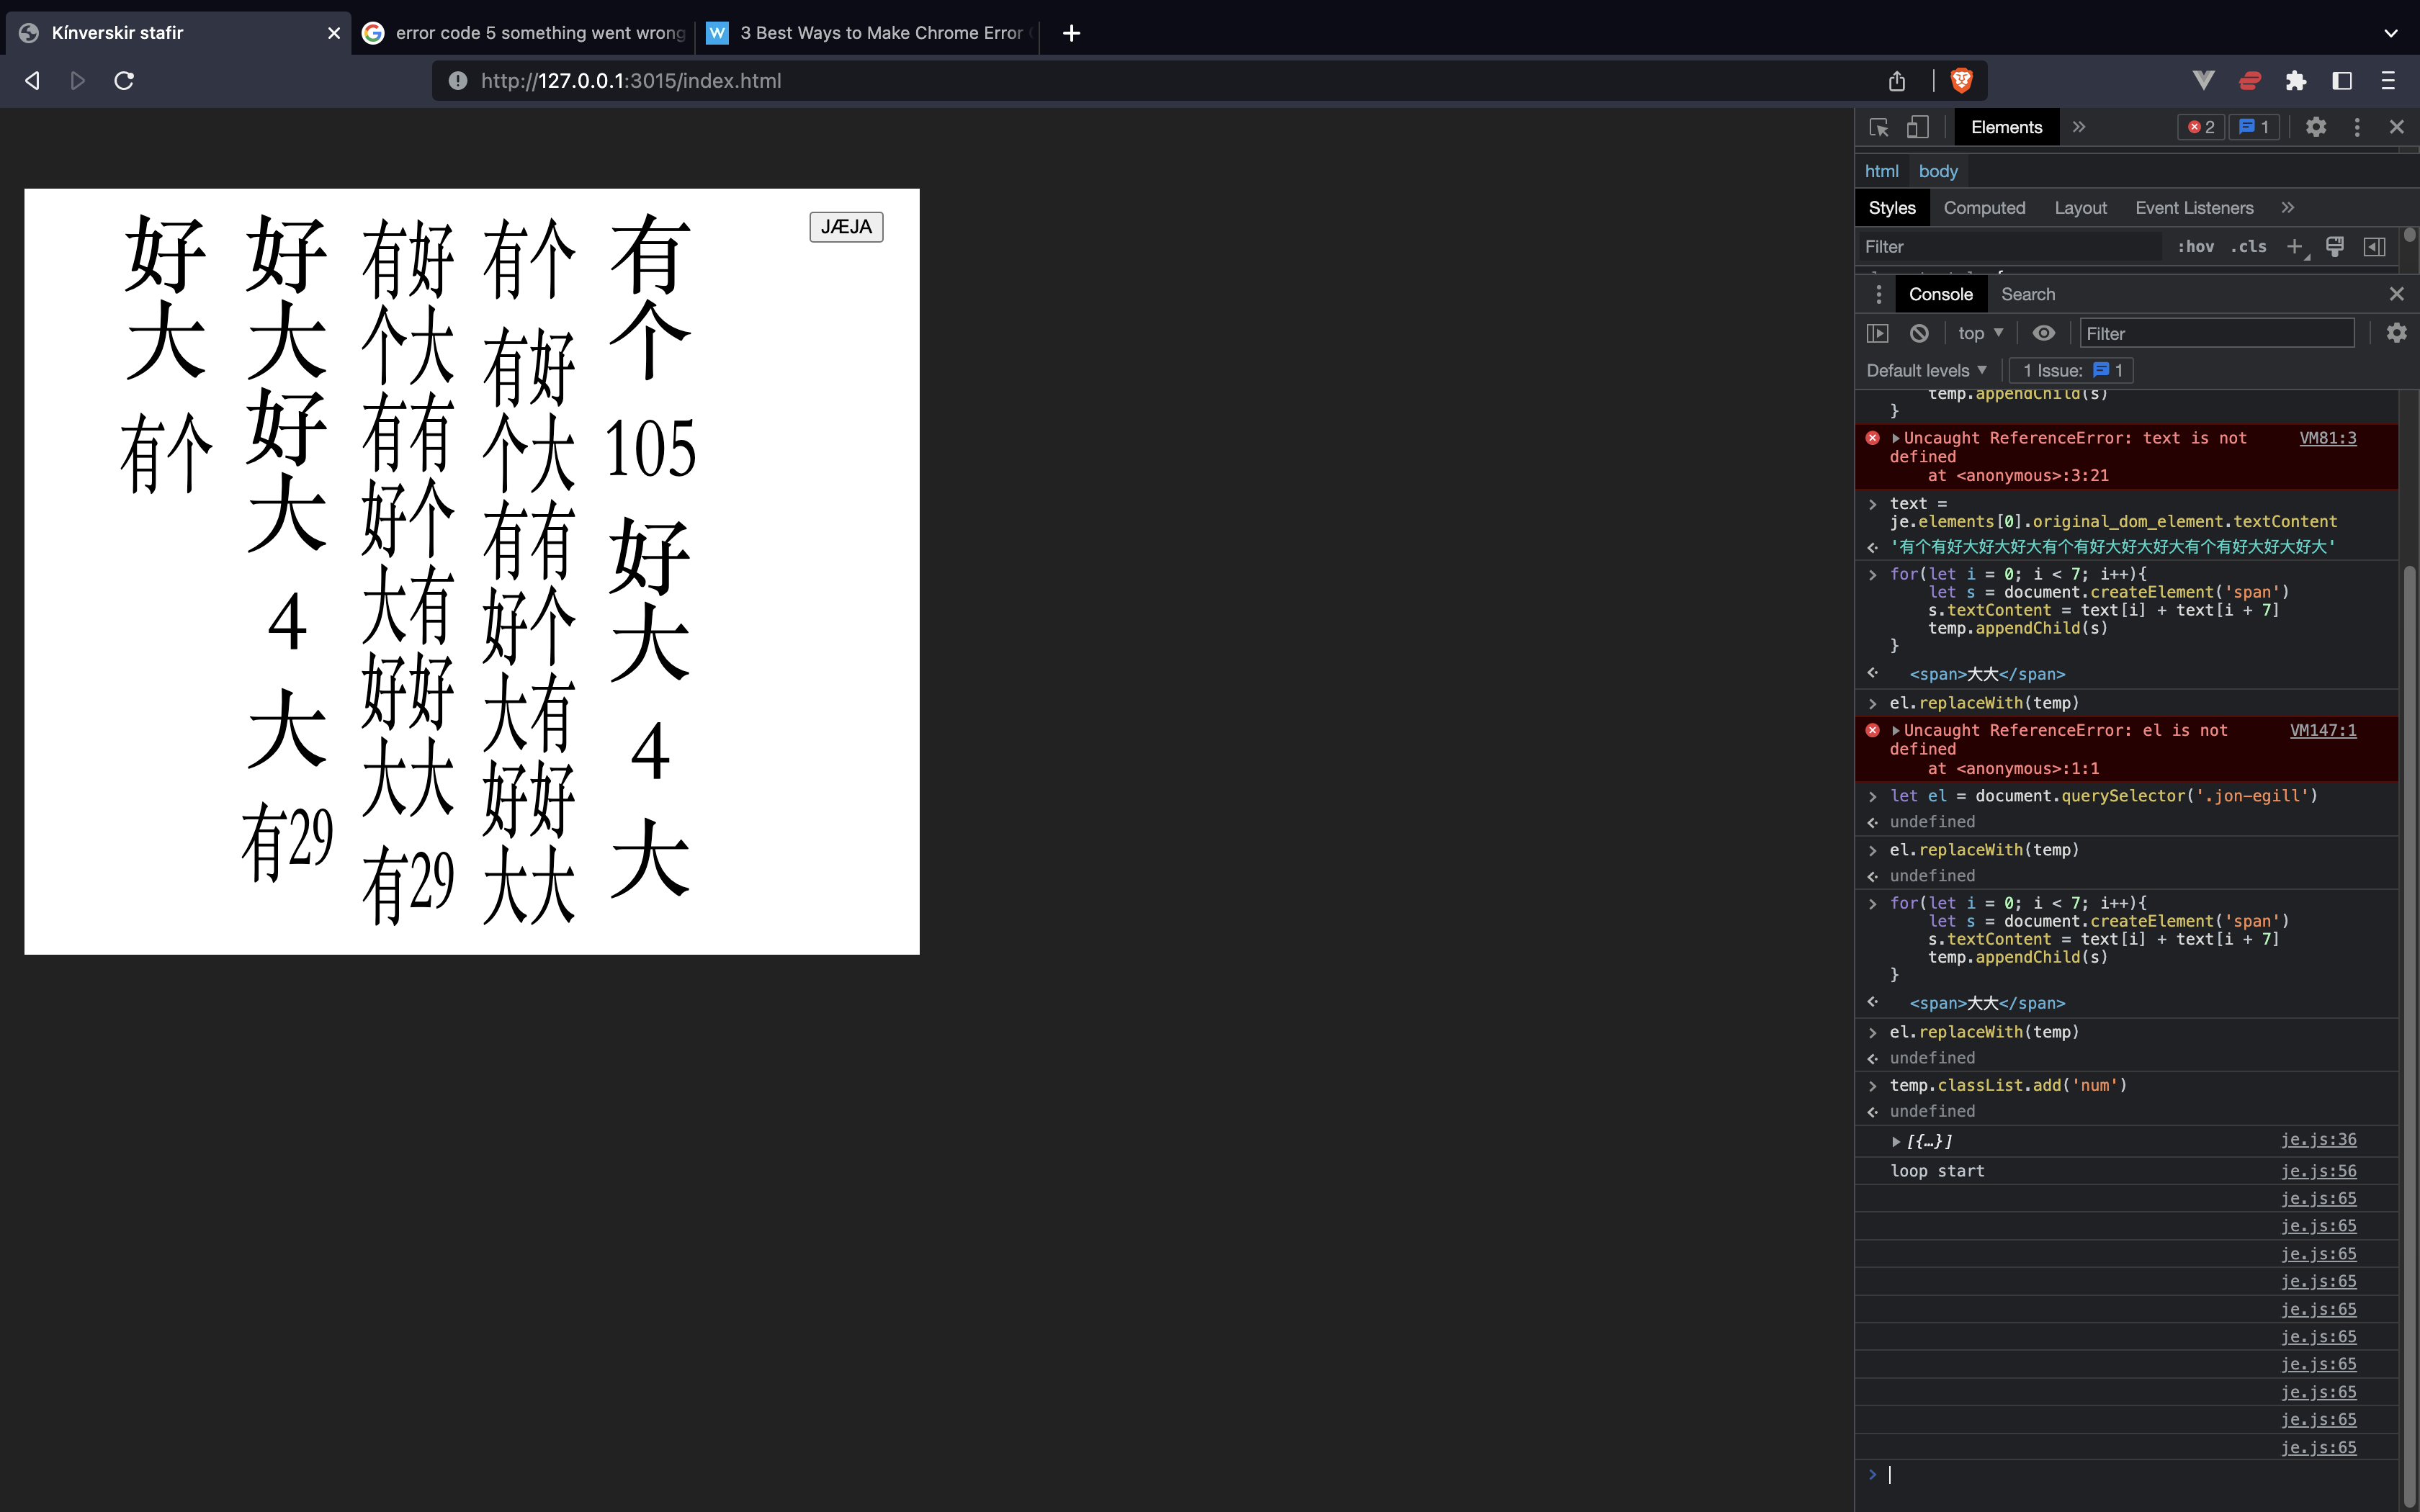 Kínverskir stafir
error code 5 something went wrong
3 Best Ways to Make Chrome Error
http://127.0.0.1:3015/index.html
JÆJA
有个105好大4大
有个有好个大有有好个大有好好大大
有好个大有有好个大有好好大大有29
好大好大4大有29
好大有个
Elements
2
1
html body
Styles Computed Layout Event Listeners
Filter :hov .cls
Console Search
top Filter
Default levels 1 Issue: 1
temp.appendChild(s)
}
Uncaught ReferenceError: text is not VM81:3
defined
at <anonymous>:3:21
text =
je.elements[0].original_dom_element.textContent
'有个有好大好大好大有个有好大好大好大有个有好大好大好大'
for(let i = 0; i < 7; i++){
let s = document.createElement('span')
s.textContent = text[i] + text[i + 7]
temp.appendChild(s)
}
<span>大大</span>
el.replaceWith(temp)
Uncaught ReferenceError: el is not VM147:1
defined
at <anonymous>:1:1
let el = document.querySelector('.jon-egill')
undefined
el.replaceWith(temp)
undefined
for(let i = 0; i < 7; i++){
let s = document.createElement('span')
s.textContent = text[i] + text[i + 7]
temp.appendChild(s)
}
<span>大大</span>
el.replaceWith(temp)
undefined
temp.classList.add('num')
undefined
[{…}] je.js:36
loop start je.js:56
je.js:65
je.js:65
je.js:65
je.js:65
je.js:65
je.js:65
je.js:65
je.js:65
je.js:65
je.js:65